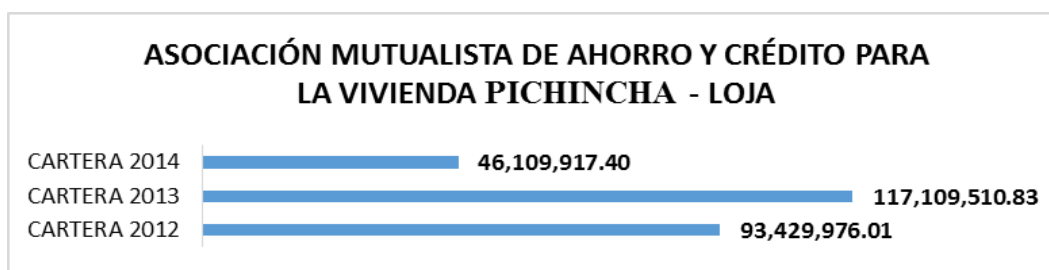 ASOCIACIÓN MUTUALISTA DE AHORRO Y CRÉDITO PARA
LA VIVIENDA PICHINCHA - LOJA
CARTERA 2014 46,109,917.40
CARTERA 2013 117,109,510.83
CARTERA 2012 93,429,976.01